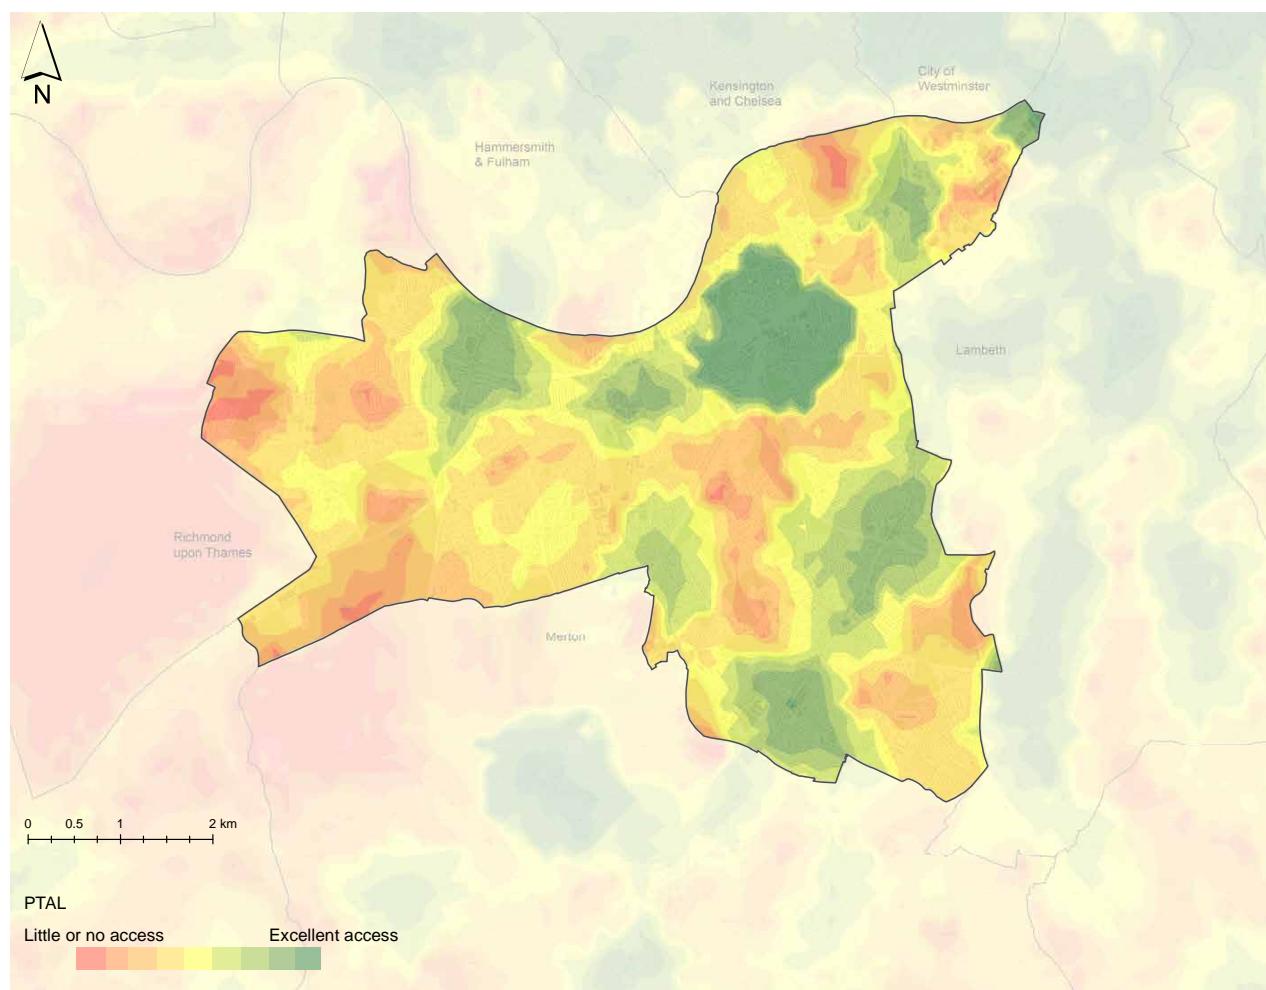 N
City of
Westminster
Kensington
and Chelsea
Hammersmith
& Fulham
Lambeth
Richmond
upon Thames
Merton
0 0.5 1 2 km
PTAL
Little or no access Excellent access